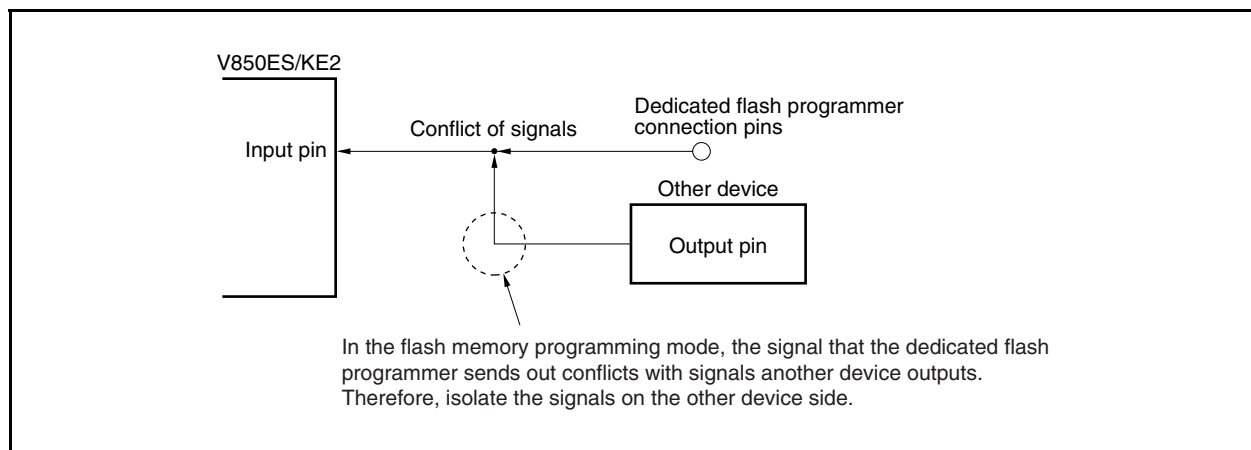 V850ES/KE2
Dedicated flash programmer
connection pins
Conflict of signals
Input pin
Other device
Output pin
In the flash memory programming mode, the signal that the dedicated flash
programmer sends out conflicts with signals another device outputs.
Therefore, isolate the signals on the other device side.